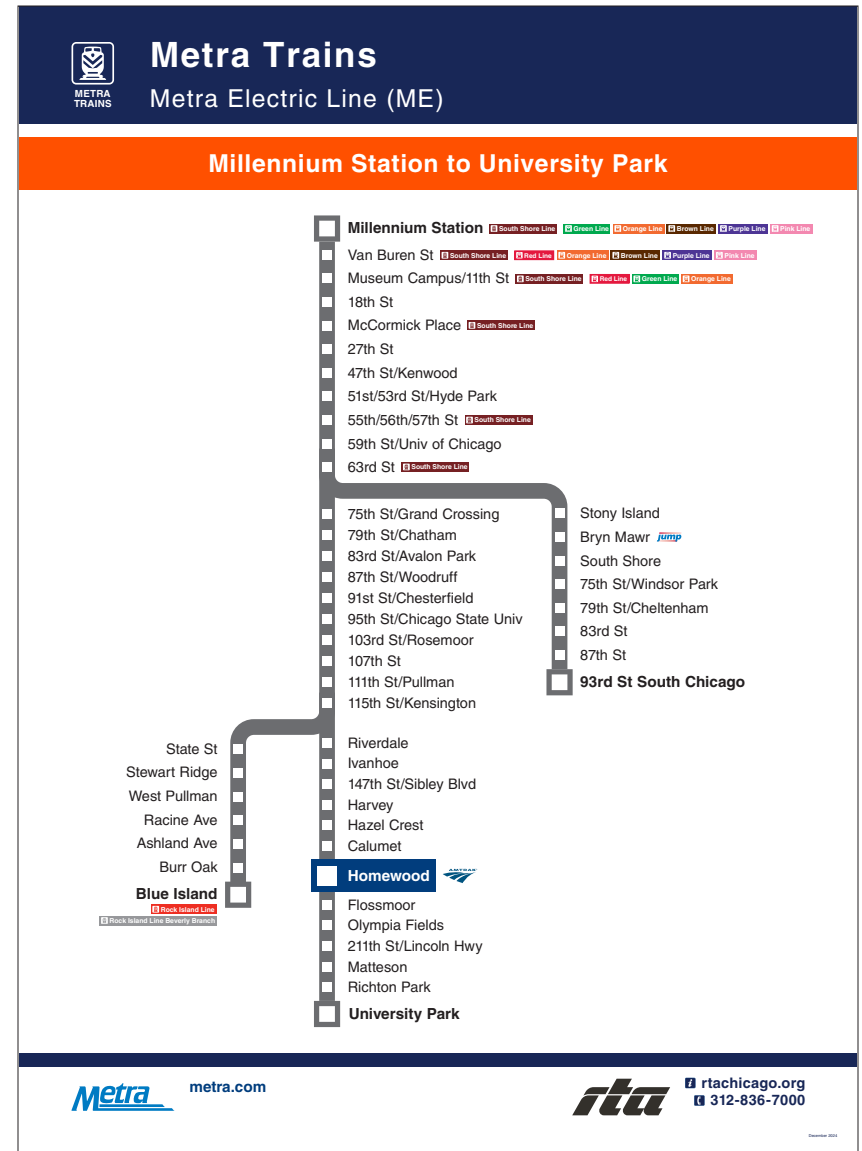 METRA
TRAINS
Metra Trains
Metra Electric Line (ME)
Millennium Station to University Park
Millennium Station South Shore Line Green Line Orange Line Brown Line Purple Line Pink Line
Van Buren St South Shore Line Red Line Orange Line Brown Line Purple Line Pink Line
Museum Campus/11th St South Shore Line Red Line Green Line Orange Line
18th St
McCormick Place South Shore Line
27th St
47th St/Kenwood
51st/53rd St/Hyde Park
55th/56th/57th St South Shore Line
59th St/Univ of Chicago
63rd St South Shore Line
75th St/Grand Crossing
79th St/Chatham
83rd St/Avalon Park
87th St/Woodruff
91st St/Chesterfield
95th St/Chicago State Univ
103rd St/Rosemoor
107th St
111th St/Pullman
115th St/Kensington
Stony Island
Bryn Mawr jump
South Shore
75th St/Windsor Park
79th St/Cheltenham
83rd St
87th St
93rd St South Chicago
State St
Stewart Ridge
West Pullman
Racine Ave
Ashland Ave
Burr Oak
Blue Island
Rock Island Line
Rock Island Line Beverly Branch
Riverdale
Ivanhoe
147th St/Sibley Blvd
Harvey
Hazel Crest
Calumet
Homewood AMTRAK
Flossmoor
Olympia Fields
211th St/Lincoln Hwy
Matteson
Richton Park
University Park
Metra
metra.com
rta
rtachicago.org
312-836-7000
December 2024